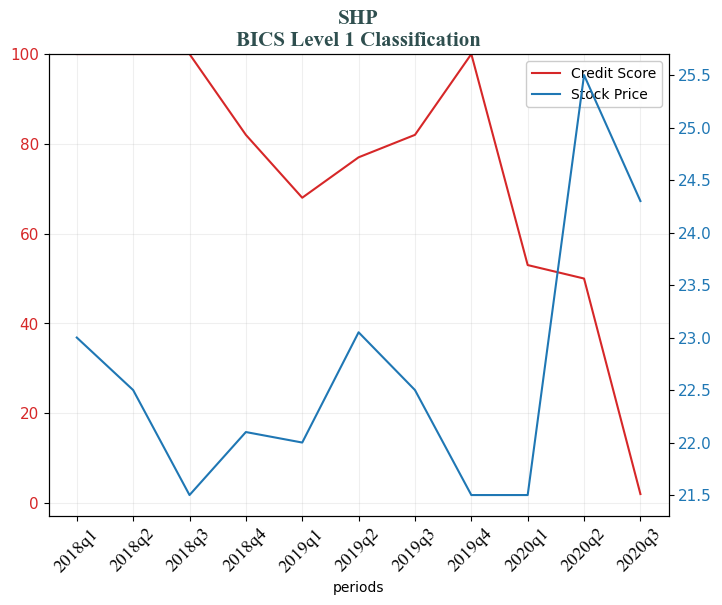 SHP
BICS Level 1 Classification
Credit Score
Stock Price
100
80
60
40
20
0
25.5
25.0
24.5
24.0
23.5
23.0
22.5
22.0
21.5
2018q1
2018q2
2018q3
2018q4
2019q1
2019q2
2019q3
2019q4
2020q1
2020q2
2020q3
periods